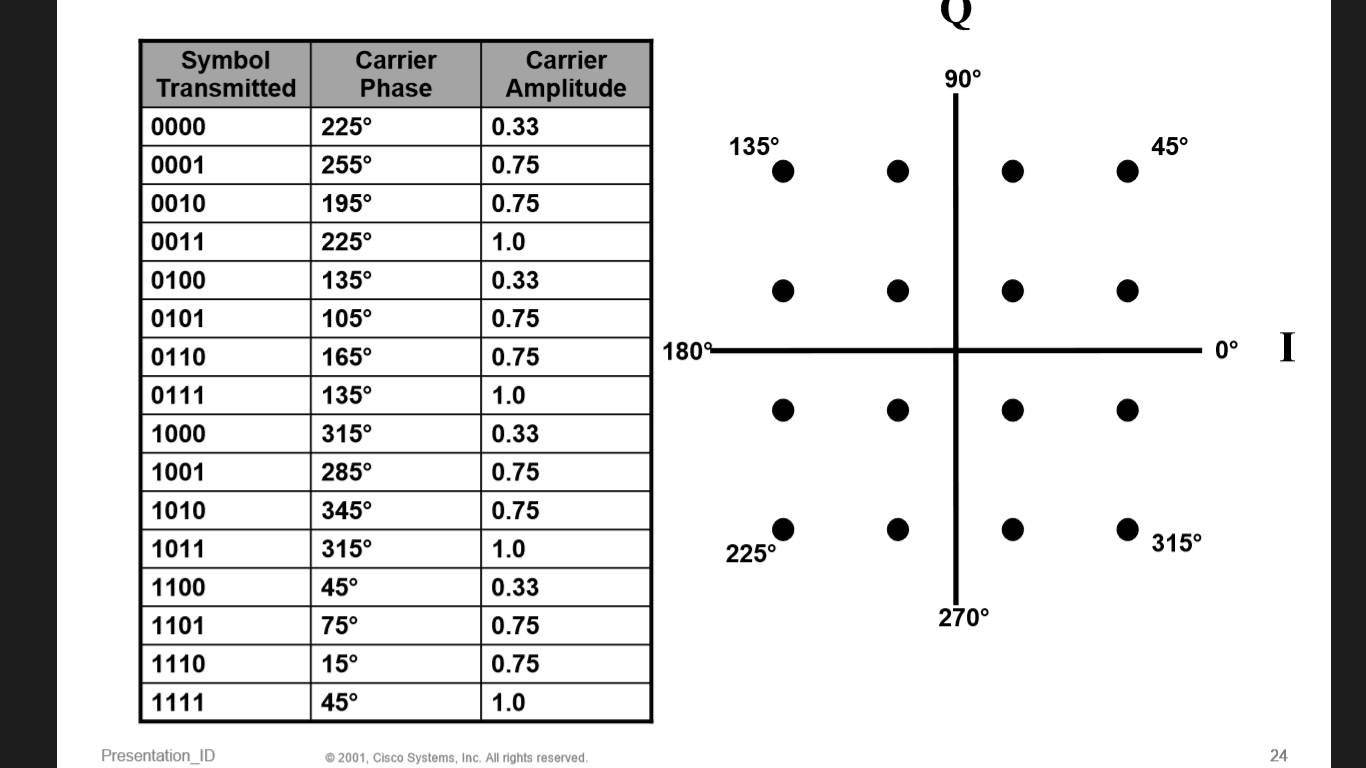 Symbol Transmitted Carrier Phase Carrier Amplitude
0000 225° 0.33
0001 255° 0.75
0010 195° 0.75
0011 225° 1.0
0100 135° 0.33
0101 105° 0.75
0110 165° 0.75
0111 135° 1.0
1000 315° 0.33
1001 285° 0.75
1010 345° 0.75
1011 315° 1.0
1100 45° 0.33
1101 75° 0.75
1110 15° 0.75
1111 45° 1.0
Q
90°
135° 45°
180° 0° I
225° 315°
270°
Presentation_ID © 2001, Cisco Systems, Inc. All rights reserved. 24